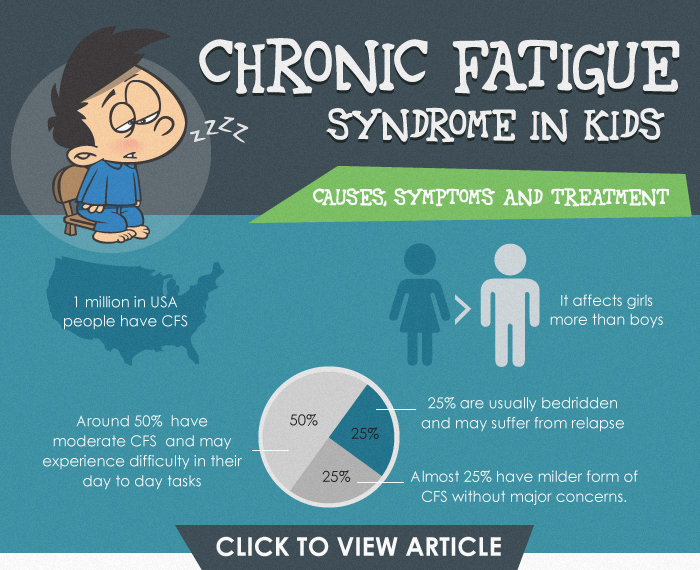 CHRONIC FATIGUE
SYNDROME IN KIDS
zzzz
CAUSES, SYMPTOMS AND TREATMENT
1 million in USA
people have CFS
>
It affects girls
more than boys
50%
25%
25%
25% are usually bedridden
and may suffer from relapse
Around 50% have
moderate CFS and may
experience difficulty in their
day to day tasks
Almost 25% have milder form of
CFS without major concerns.
CLICK TO VIEW ARTICLE